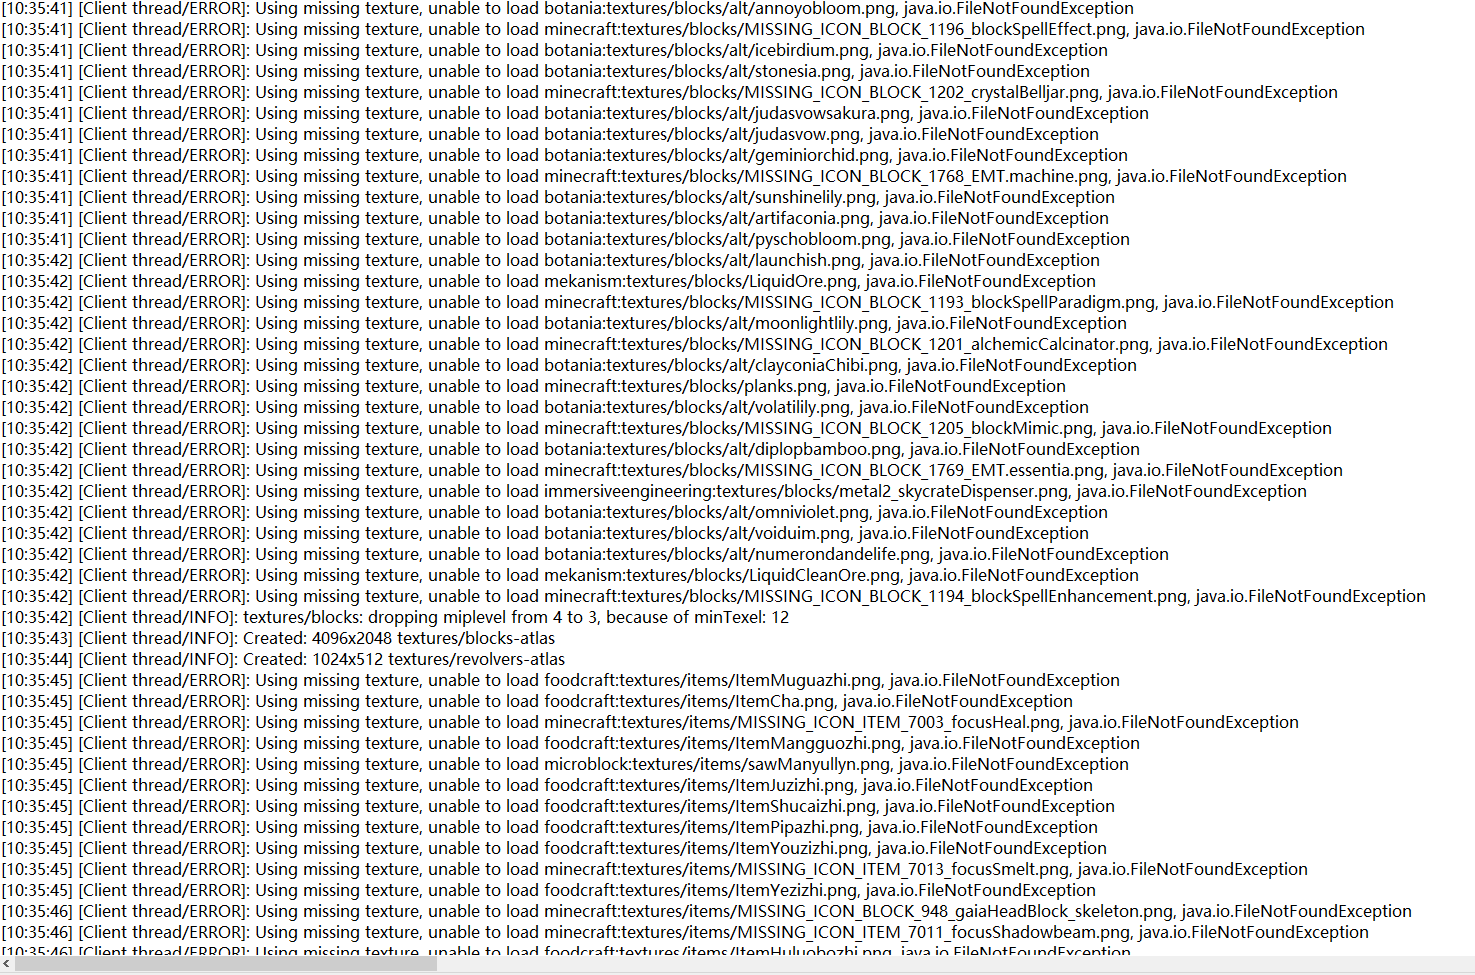 [10:35:41] [Client thread/ERROR]: Using missing texture, unable to load botania:textures/blocks/alt/annoyobloom.png, java.io.FileNotFoundException
[10:35:41] [Client thread/ERROR]: Using missing texture, unable to load minecraft:textures/blocks/MISSING_ICON_BLOCK_1196_blockSpellEffect.png, java.io.FileNotFoundException
[10:35:41] [Client thread/ERROR]: Using missing texture, unable to load botania:textures/blocks/alt/icebirdium.png, java.io.FileNotFoundException
[10:35:41] [Client thread/ERROR]: Using missing texture, unable to load botania:textures/blocks/alt/stonesia.png, java.io.FileNotFoundException
[10:35:41] [Client thread/ERROR]: Using missing texture, unable to load minecraft:textures/blocks/MISSING_ICON_BLOCK_1202_crystalBelljar.png, java.io.FileNotFoundException
[10:35:41] [Client thread/ERROR]: Using missing texture, unable to load botania:textures/blocks/alt/judasvowsakura.png, java.io.FileNotFoundException
[10:35:41] [Client thread/ERROR]: Using missing texture, unable to load botania:textures/blocks/alt/judasvow.png, java.io.FileNotFoundException
[10:35:41] [Client thread/ERROR]: Using missing texture, unable to load botania:textures/blocks/alt/geminiorchid.png, java.io.FileNotFoundException
[10:35:41] [Client thread/ERROR]: Using missing texture, unable to load minecraft:textures/blocks/MISSING_ICON_BLOCK_1768_EMT.machine.png, java.io.FileNotFoundException
[10:35:41] [Client thread/ERROR]: Using missing texture, unable to load botania:textures/blocks/alt/sunshinelily.png, java.io.FileNotFoundException
[10:35:41] [Client thread/ERROR]: Using missing texture, unable to load botania:textures/blocks/alt/artifaconia.png, java.io.FileNotFoundException
[10:35:41] [Client thread/ERROR]: Using missing texture, unable to load botania:textures/blocks/alt/pyschobloom.png, java.io.FileNotFoundException
[10:35:42] [Client thread/ERROR]: Using missing texture, unable to load botania:textures/blocks/alt/launchish.png, java.io.FileNotFoundException
[10:35:42] [Client thread/ERROR]: Using missing texture, unable to load mekanism:textures/blocks/LiquidOre.png, java.io.FileNotFoundException
[10:35:42] [Client thread/ERROR]: Using missing texture, unable to load minecraft:textures/blocks/MISSING_ICON_BLOCK_1193_blockSpellParadigm.png, java.io.FileNotFoundException
[10:35:42] [Client thread/ERROR]: Using missing texture, unable to load botania:textures/blocks/alt/moonlightlily.png, java.io.FileNotFoundException
[10:35:42] [Client thread/ERROR]: Using missing texture, unable to load minecraft:textures/blocks/MISSING_ICON_BLOCK_1201_alchemicCalcinator.png, java.io.FileNotFoundException
[10:35:42] [Client thread/ERROR]: Using missing texture, unable to load botania:textures/blocks/alt/clayconiaChibi.png, java.io.FileNotFoundException
[10:35:42] [Client thread/ERROR]: Using missing texture, unable to load minecraft:textures/blocks/planks.png, java.io.FileNotFoundException
[10:35:42] [Client thread/ERROR]: Using missing texture, unable to load botania:textures/blocks/alt/volatilily.png, java.io.FileNotFoundException
[10:35:42] [Client thread/ERROR]: Using missing texture, unable to load minecraft:textures/blocks/MISSING_ICON_BLOCK_1205_blockMimic.png, java.io.FileNotFoundException
[10:35:42] [Client thread/ERROR]: Using missing texture, unable to load botania:textures/blocks/alt/diplopbamboo.png, java.io.FileNotFoundException
[10:35:42] [Client thread/ERROR]: Using missing texture, unable to load minecraft:textures/blocks/MISSING_ICON_BLOCK_1769_EMT.essentia.png, java.io.FileNotFoundException
[10:35:42] [Client thread/ERROR]: Using missing texture, unable to load immersiveengineering:textures/blocks/metal2_skycrateDispenser.png, java.io.FileNotFoundException
[10:35:42] [Client thread/ERROR]: Using missing texture, unable to load botania:textures/blocks/alt/omniviolet.png, java.io.FileNotFoundException
[10:35:42] [Client thread/ERROR]: Using missing texture, unable to load botania:textures/blocks/alt/voiduim.png, java.io.FileNotFoundException
[10:35:42] [Client thread/ERROR]: Using missing texture, unable to load botania:textures/blocks/alt/numerondandelife.png, java.io.FileNotFoundException
[10:35:42] [Client thread/ERROR]: Using missing texture, unable to load mekanism:textures/blocks/LiquidCleanOre.png, java.io.FileNotFoundException
[10:35:42] [Client thread/ERROR]: Using missing texture, unable to load minecraft:textures/blocks/MISSING_ICON_BLOCK_1194_blockSpellEnhancement.png, java.io.FileNotFoundException
[10:35:42] [Client thread/INFO]: textures/blocks: dropping miplevel from 4 to 3, because of minTexel: 12
[10:35:43] [Client thread/INFO]: Created: 4096x2048 textures/blocks-atlas
[10:35:44] [Client thread/INFO]: Created: 1024x512 textures/revolvers-atlas
[10:35:45] [Client thread/ERROR]: Using missing texture, unable to load foodcraft:textures/items/ItemMuguazhi.png, java.io.FileNotFoundException
[10:35:45] [Client thread/ERROR]: Using missing texture, unable to load foodcraft:textures/items/ItemCha.png, java.io.FileNotFoundException
[10:35:45] [Client thread/ERROR]: Using missing texture, unable to load minecraft:textures/items/MISSING_ICON_ITEM_7003_focusHeal.png, java.io.FileNotFoundException
[10:35:45] [Client thread/ERROR]: Using missing texture, unable to load foodcraft:textures/items/ItemMangguozhi.png, java.io.FileNotFoundException
[10:35:45] [Client thread/ERROR]: Using missing texture, unable to load microblock:textures/items/sawManyullyn.png, java.io.FileNotFoundException
[10:35:45] [Client thread/ERROR]: Using missing texture, unable to load foodcraft:textures/items/ItemJuzizhi.png, java.io.FileNotFoundException
[10:35:45] [Client thread/ERROR]: Using missing texture, unable to load foodcraft:textures/items/ItemShucaizhi.png, java.io.FileNotFoundException
[10:35:45] [Client thread/ERROR]: Using missing texture, unable to load foodcraft:textures/items/ItemPipazhi.png, java.io.FileNotFoundException
[10:35:45] [Client thread/ERROR]: Using missing texture, unable to load foodcraft:textures/items/ItemYouzizhi.png, java.io.FileNotFoundException
[10:35:45] [Client thread/ERROR]: Using missing texture, unable to load minecraft:textures/items/MISSING_ICON_ITEM_7013_focusSmelt.png, java.io.FileNotFoundException
[10:35:45] [Client thread/ERROR]: Using missing texture, unable to load foodcraft:textures/items/ItemYezizhi.png, java.io.FileNotFoundException
[10:35:46] [Client thread/ERROR]: Using missing texture, unable to load minecraft:textures/items/MISSING_ICON_BLOCK_948_gaiaHeadBlock_skeleton.png, java.io.FileNotFoundException
[10:35:46] [Client thread/ERROR]: Using missing texture, unable to load minecraft:textures/items/MISSING_ICON_ITEM_7011_focusShadowbeam.png, java.io.FileNotFoundException
[10:35:46] [Client thread/ERROR]: Using missing texture, unable to load foodcraft:textures/items/ItemHuluobozhi.png, java.io.FileNotFoundException